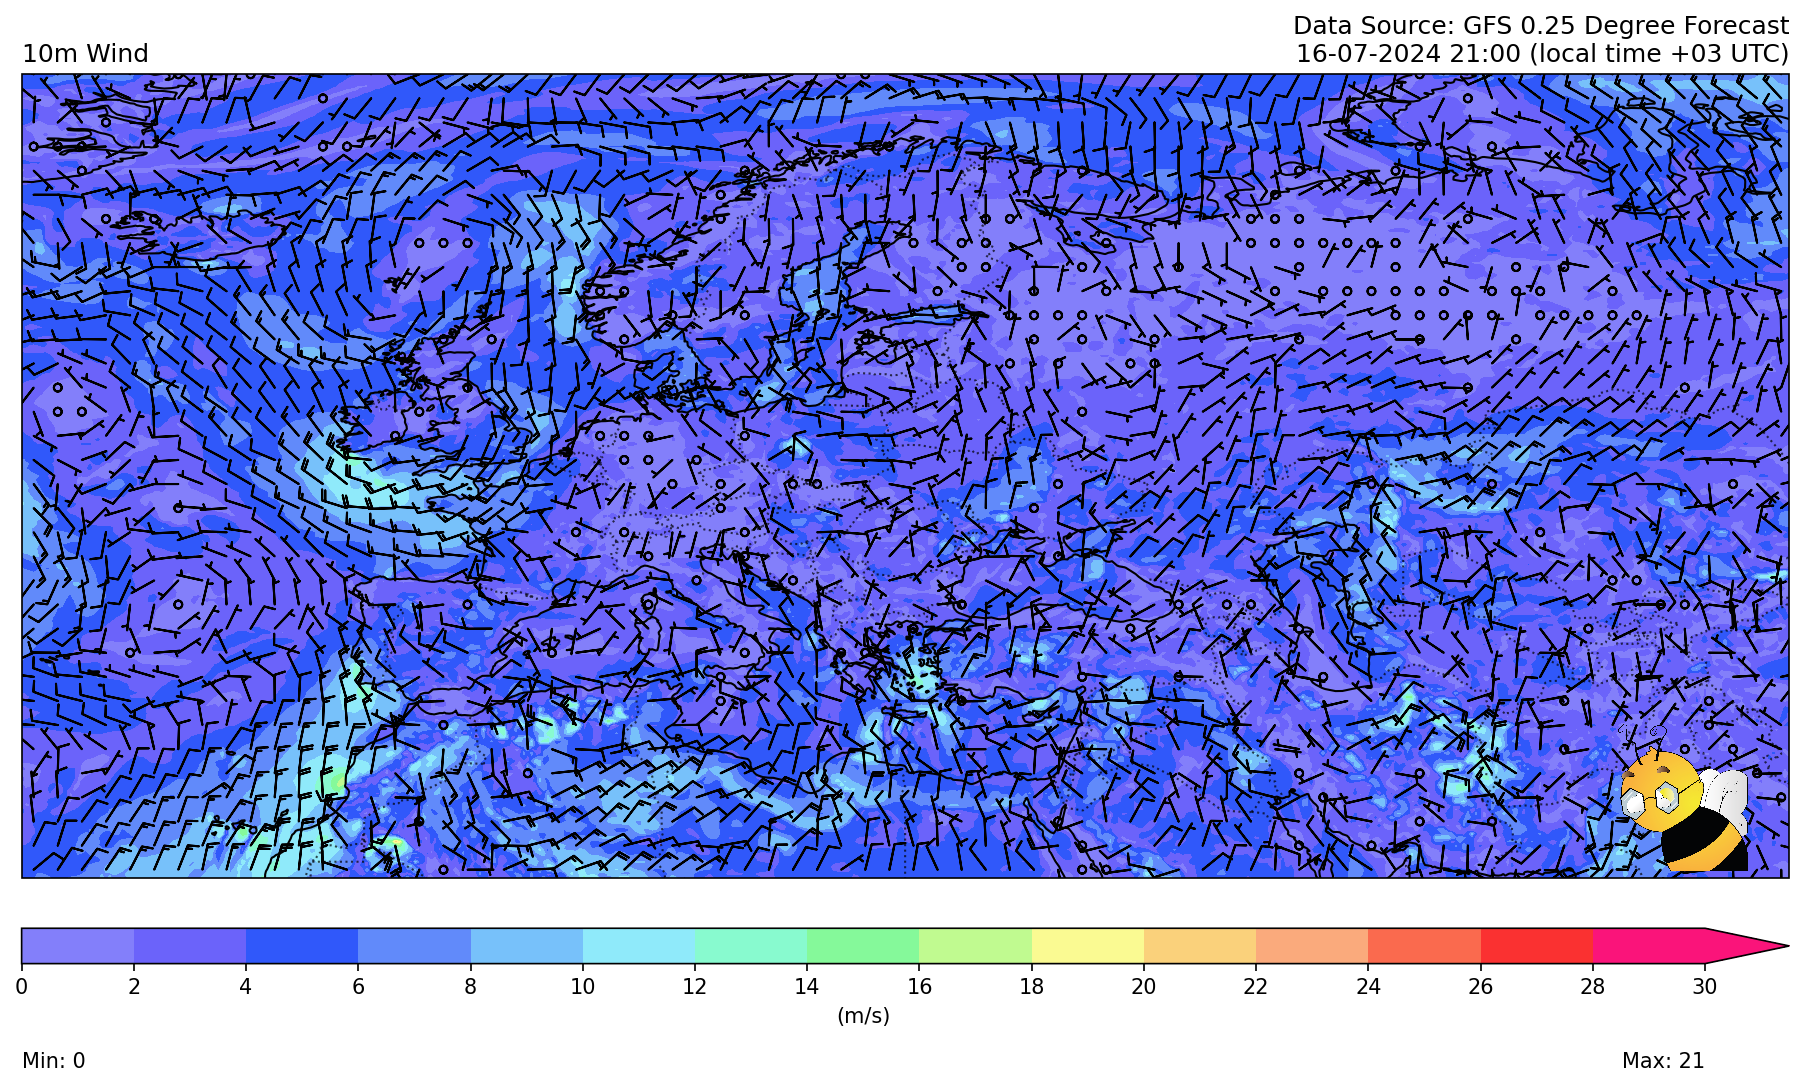 Data Source: GFS 0.25 Degree Forecast
10m Wind
16-07-2024 21:00 (local time +03 UTC)
0 2 4 6 8 10 12 14 16 18 20 22 24 26 28 30
(m/s)
Min: 0
Max: 21